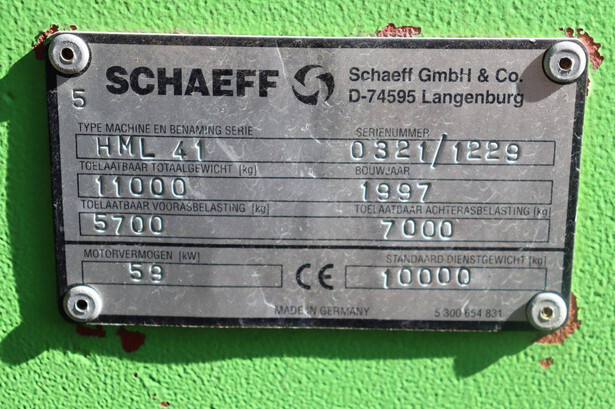 SCHAEFF
Schaeff GmbH & Co.
D-74595 Langenburg
5
TYPE MACHINE EN BENAMING SERIE
SERIENUMMER
HML 41
0321/1229
TOELAATBAAR TOTAALGEWICHT [kg]
BOUWJAAR
11000
1997
TOELAATBAAR VOORASBELASTING [kg]
TOELAATBAAR ACHTERASBELASTING [kg]
5700
7000
MOTORVERMOGEN [kW]
STANDAARD DIENSTGEWICHT [kg]
58
CE
10000
MADE IN GERMANY
5 300 654 831